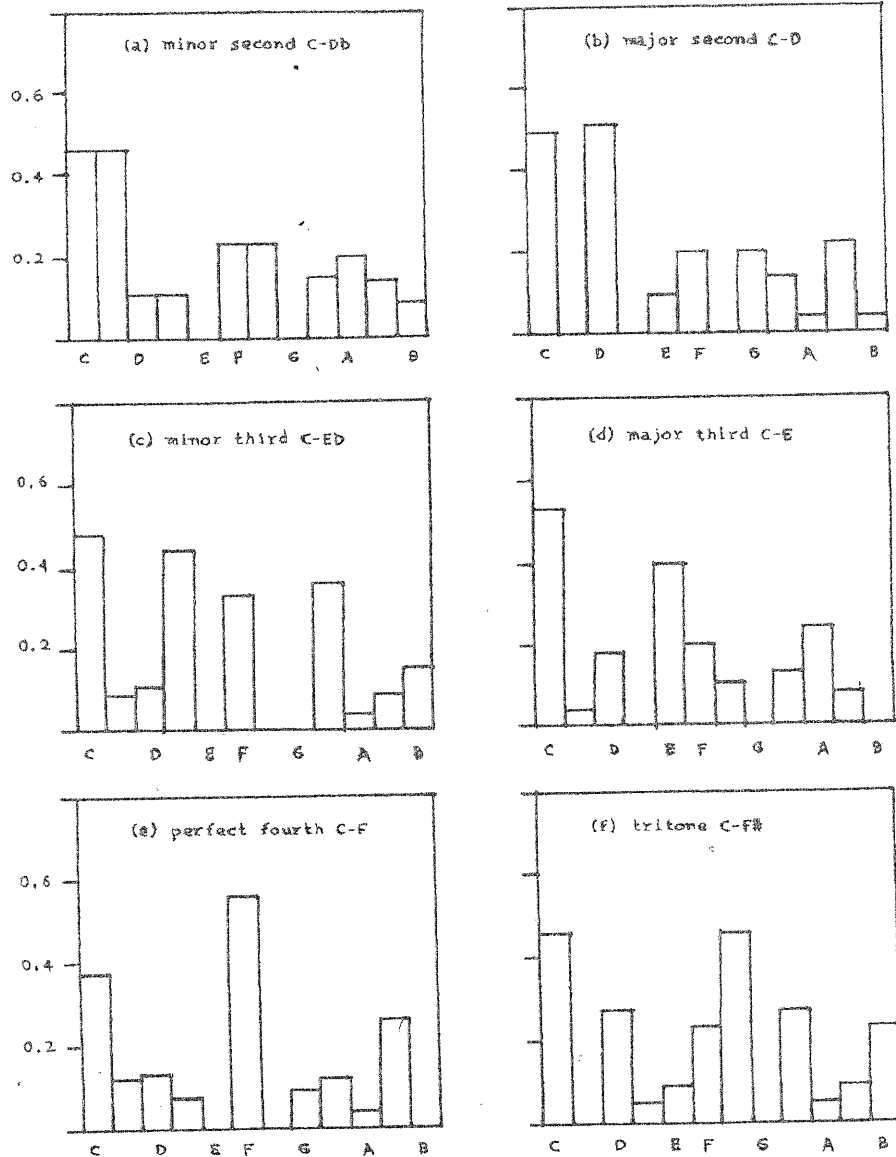 (a) minor second C-Db
(b) major second C-D
0.6
0.4
0.2
C D E F G A B
C D E F G A B
(c) minor third C-Eb
(d) major third C-E
0.6
0.4
0.2
C D E F G A B
C D E F G A B
(e) perfect fourth C-F
(f) tritone C-F#
0.6
0.4
0.2
C D E F G A B
C D E F G A B